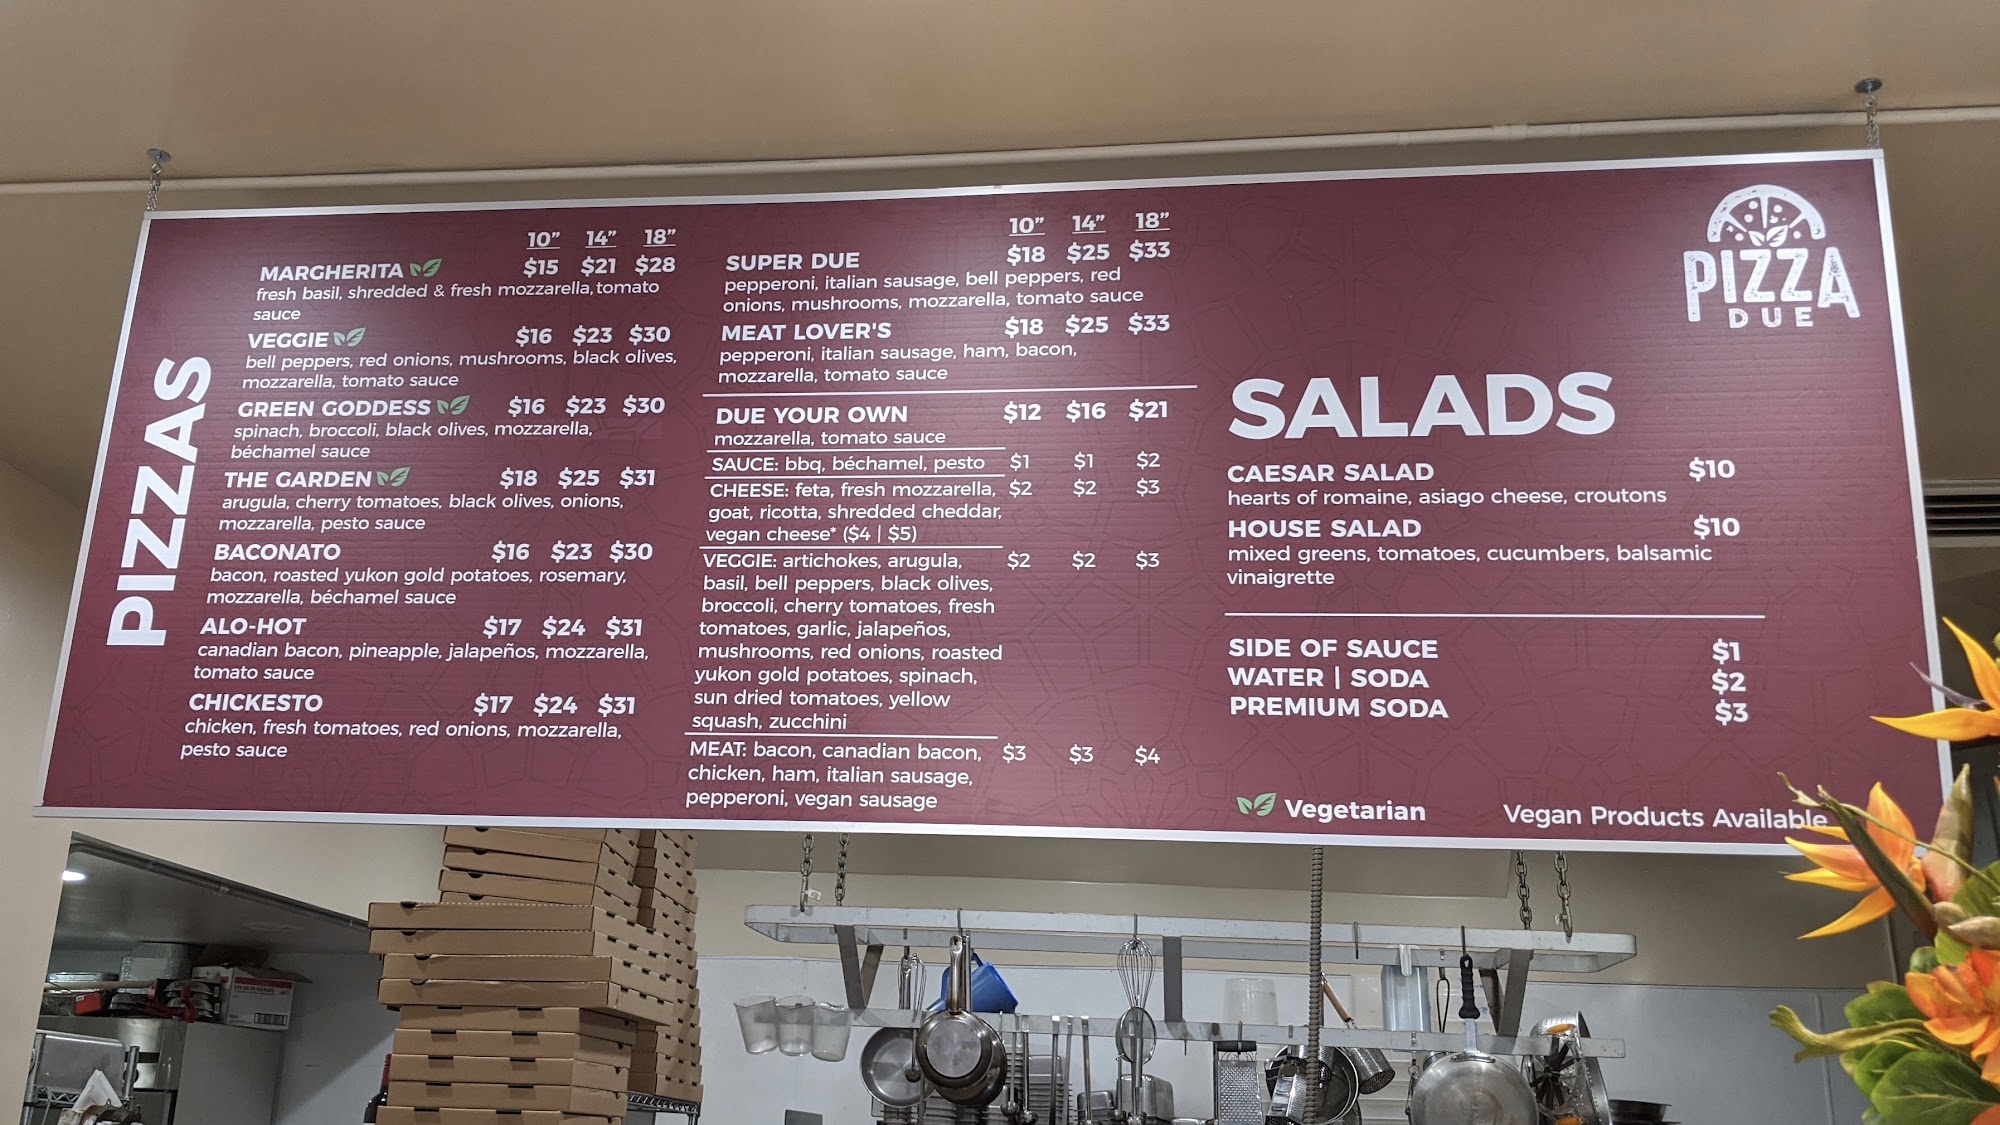 PIZZAS
10” 14” 18”
MARGHERITA $15 $21 $28
fresh basil, shredded & fresh mozzarella, tomato
sauce
VEGGIE $16 $23 $30
bell peppers, red onions, mushrooms, black olives,
mozzarella, tomato sauce
GREEN GODDESS $16 $23 $30
spinach, broccoli, black olives, mozzarella,
béchamel sauce
THE GARDEN $18 $25 $31
arugula, cherry tomatoes, black olives, onions,
mozzarella, pesto sauce
BACONATO $16 $23 $30
bacon, roasted yukon gold potatoes, rosemary,
mozzarella, béchamel sauce
ALO-HOT $17 $24 $31
canadian bacon, pineapple, jalapeños, mozzarella,
tomato sauce
CHICKESTO $17 $24 $31
chicken, fresh tomatoes, red onions, mozzarella,
pesto sauce
10” 14” 18”
SUPER DUE $18 $25 $33
pepperoni, italian sausage, bell peppers, red
onions, mushrooms, mozzarella, tomato sauce
MEAT LOVER'S $18 $25 $33
pepperoni, italian sausage, ham, bacon,
mozzarella, tomato sauce
DUE YOUR OWN $12 $16 $21
mozzarella, tomato sauce
SAUCE: bbq, béchamel, pesto $1 $1 $2
CHEESE: feta, fresh mozzarella, $2 $2 $3
goat, ricotta, shredded cheddar,
vegan cheese* ($4 | $5)
VEGGIE: artichokes, arugula, $2 $2 $3
basil, bell peppers, black olives,
broccoli, cherry tomatoes, fresh
tomatoes, garlic, jalapeños,
mushrooms, red onions, roasted
yukon gold potatoes, spinach,
sun dried tomatoes, yellow
squash, zucchini
MEAT: bacon, canadian bacon, $3 $3 $4
chicken, ham, italian sausage,
pepperoni, vegan sausage
PIZZA
DUE
SALADS
CAESAR SALAD $10
hearts of romaine, asiago cheese, croutons
HOUSE SALAD $10
mixed greens, tomatoes, cucumbers, balsamic
vinaigrette
SIDE OF SAUCE $1
WATER | SODA $2
PREMIUM SODA $3
Vegetarian Vegan Products Available